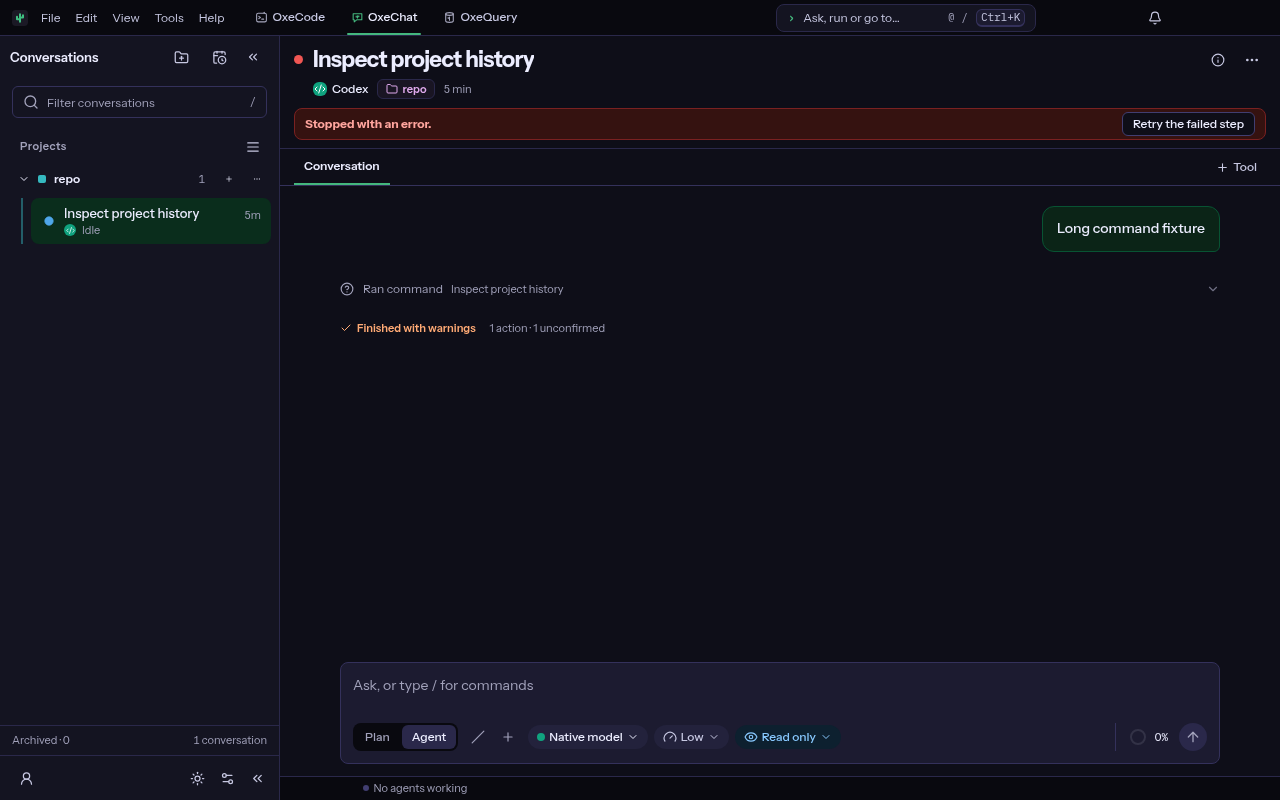 File Edit View Tools Help OxeCode OxeChat OxeQuery Ask, run or go to... @ / Ctrl+K
Conversations
Filter conversations /
Projects
repo 1 + ...
Inspect project history 5m
Idle
Archived · 0 1 conversation
Inspect project history
Codex repo 5 min
Stopped with an error. Retry the failed step
Conversation + Tool
Long command fixture
Ran command Inspect project history
Finished with warnings 1 action · 1 unconfirmed
Ask, or type / for commands
Plan Agent Native model Low Read only 0%
No agents working